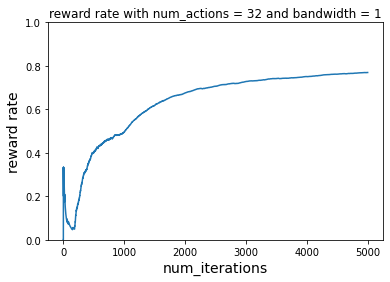 reward rate with num_actions = 32 and bandwidth = 1
1.0
0.8
0.6
0.4
0.2
0.0
reward rate
0 1000 2000 3000 4000 5000
num_iterations